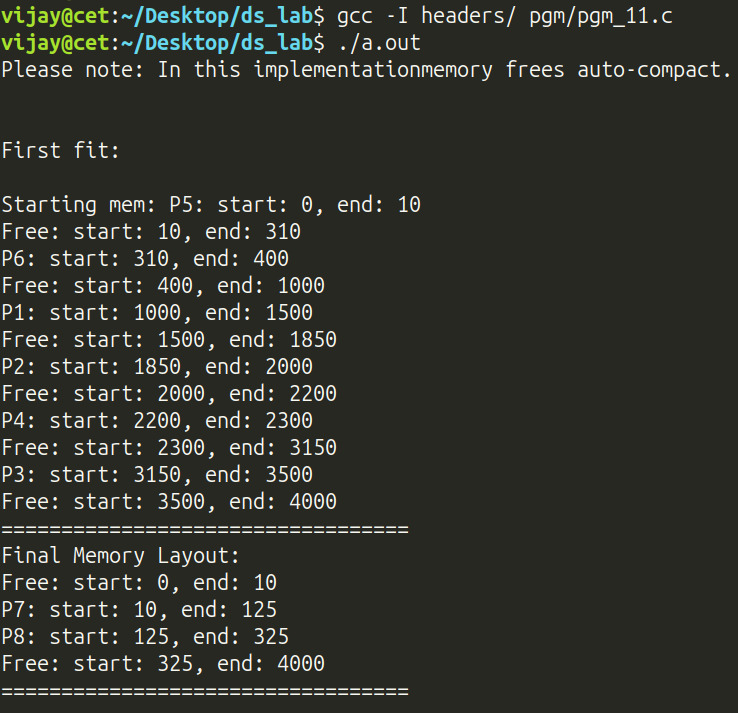 vijay@cet:~/Desktop/ds_lab$ gcc -I headers/ pgm/pgm_11.c
vijay@cet:~/Desktop/ds_lab$ ./a.out
Please note: In this implementationmemory frees auto-compact.
First fit:
Starting mem: P5: start: 0, end: 10
Free: start: 10, end: 310
P6: start: 310, end: 400
Free: start: 400, end: 1000
P1: start: 1000, end: 1500
Free: start: 1500, end: 1850
P2: start: 1850, end: 2000
Free: start: 2000, end: 2200
P4: start: 2200, end: 2300
Free: start: 2300, end: 3150
P3: start: 3150, end: 3500
Free: start: 3500, end: 4000
==================================
Final Memory Layout:
Free: start: 0, end: 10
P7: start: 10, end: 125
P8: start: 125, end: 325
Free: start: 325, end: 4000
==================================